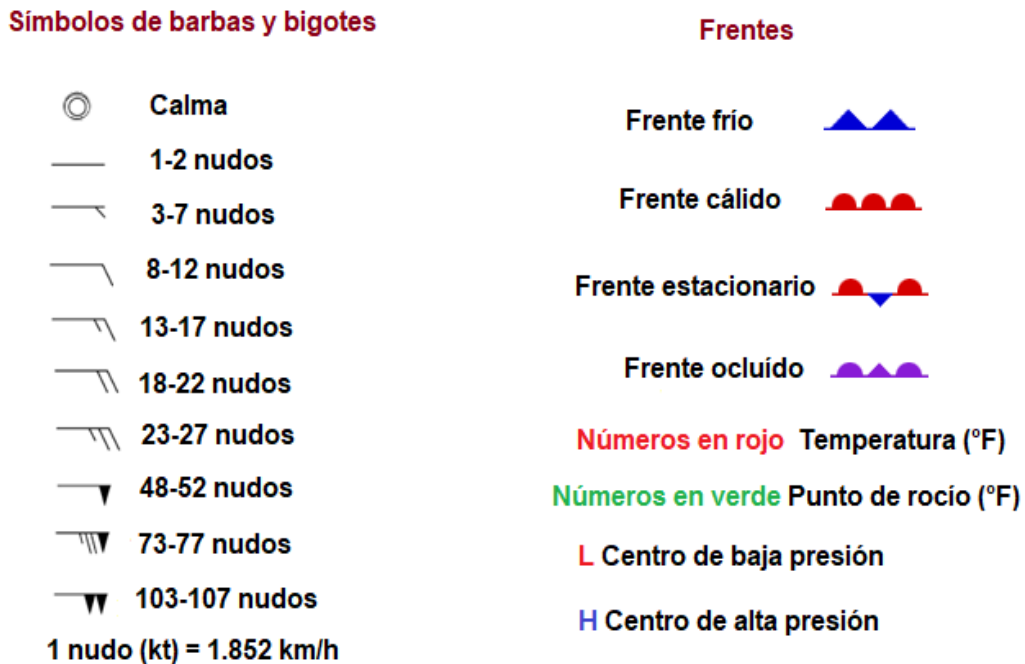 Símbolos de barbas y bigotes
Calma
1-2 nudos
3-7 nudos
8-12 nudos
13-17 nudos
18-22 nudos
23-27 nudos
48-52 nudos
73-77 nudos
103-107 nudos
1 nudo (kt) = 1.852 km/h
Frentes
Frente frío
Frente cálido
Frente estacionario
Frente ocluído
Números en rojo Temperatura (°F)
Números en verde Punto de rocío (°F)
L Centro de baja presión
H Centro de alta presión